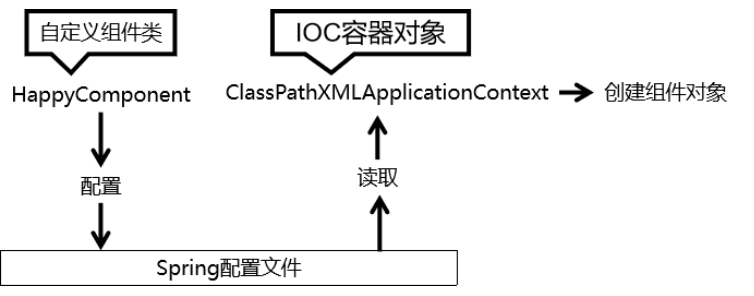 自定义组件类
IOC容器对象
HappyComponent
ClassPathXMLApplicationContext
创建组件对象
配置
读取
Spring配置文件